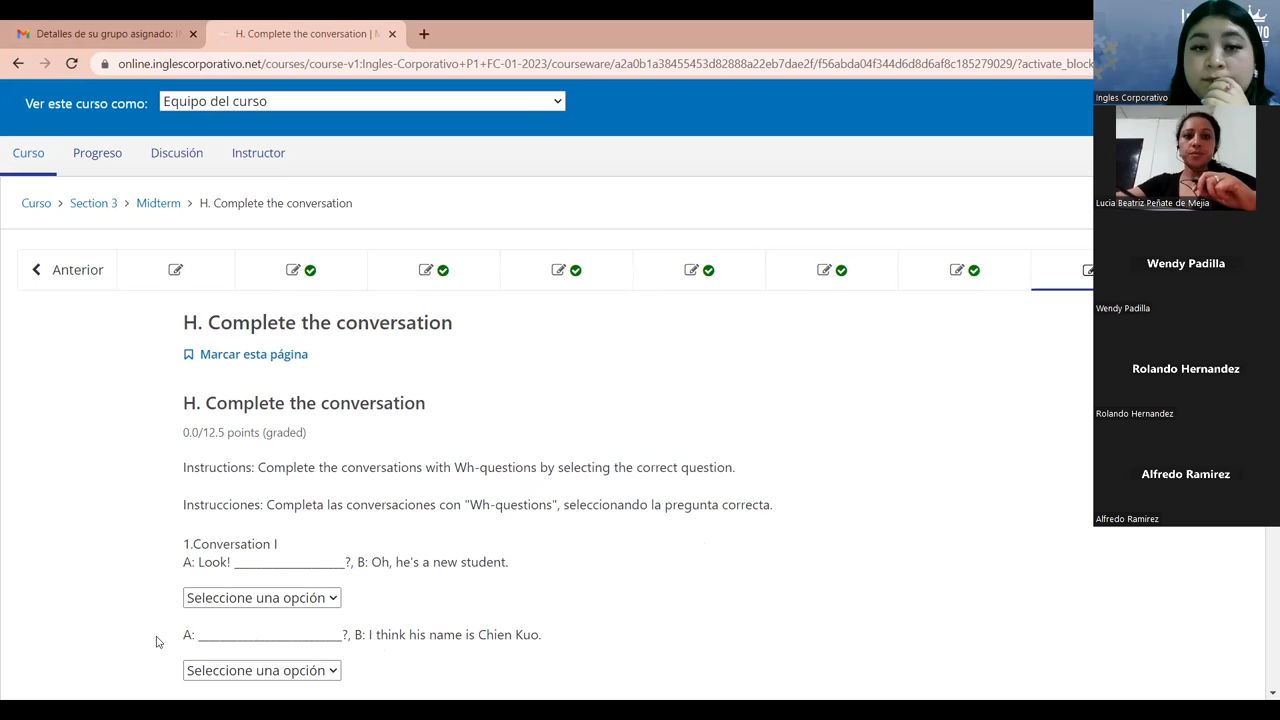 Detalles de su grupo asignado: I
H. Complete the conversation |
online.inglescorporativo.net/courses/course-v1:Ingles-Corporativo+P1+FC-01-2023/courseware/a2a0b1a38455453d82888a22eb7dae2f/f56abda04f344d6d8d6af8c185279029/?activate_block
Ver este curso como:
Equipo del curso
Curso
Progreso
Discusión
Instructor
Curso > Section 3 > Midterm > H. Complete the conversation
Anterior
H. Complete the conversation
Marcar esta página
H. Complete the conversation
0.0/12.5 points (graded)
Instructions: Complete the conversations with Wh-questions by selecting the correct question.
Instrucciones: Completa las conversaciones con "Wh-questions", seleccionando la pregunta correcta.
1.Conversation I
A: Look! ____________________?, B: Oh, he's a new student.
Seleccione una opción
A: __________________________?, B: I think his name is Chien Kuo.
Seleccione una opción
Ingles Corporativo
Lucia Beatriz Peñate de Mejia
Wendy Padilla
Wendy Padilla
Rolando Hernandez
Rolando Hernandez
Alfredo Ramirez
Alfredo Ramirez